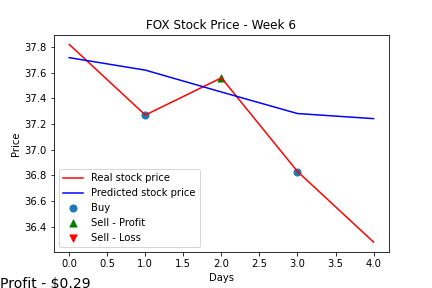 FOX Stock Price - Week 6
37.8
37.6
37.4
37.2
37.0
36.8
36.6
36.4
Price
Real stock price
Predicted stock price
Buy
Sell - Profit
Sell - Loss
0.0 0.5 1.0 1.5 2.0 2.5 3.0 3.5 4.0
Days
Profit - $0.29